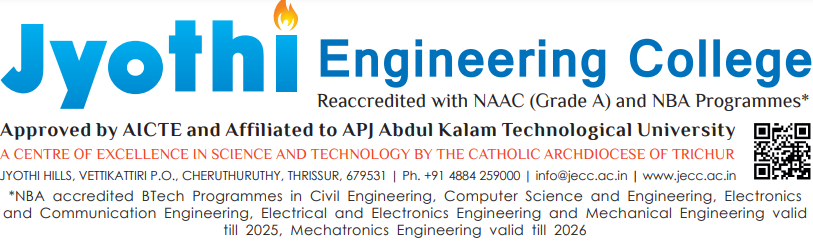 Jyothi Engineering College
Reaccredited with NAAC (Grade A) and NBA Programmes*
Approved by AICTE and Affiliated to APJ Abdul Kalam Technological University
A CENTRE OF EXCELLENCE IN SCIENCE AND TECHNOLOGY BY THE CATHOLIC ARCHDIOCESE OF TRICHUR
JYOTHI HILLS, VETTIKATTIRI P.O., CHERUTHURUTHY, THRISSUR, 679531 | Ph. +91 4884 259000 | info@jecc.ac.in | www.jecc.ac.in
*NBA accredited BTech Programmes in Civil Engineering, Computer Science and Engineering, Electronics
and Communication Engineering, Electrical and Electronics Engineering and Mechanical Engineering valid
till 2025, Mechatronics Engineering valid till 2026